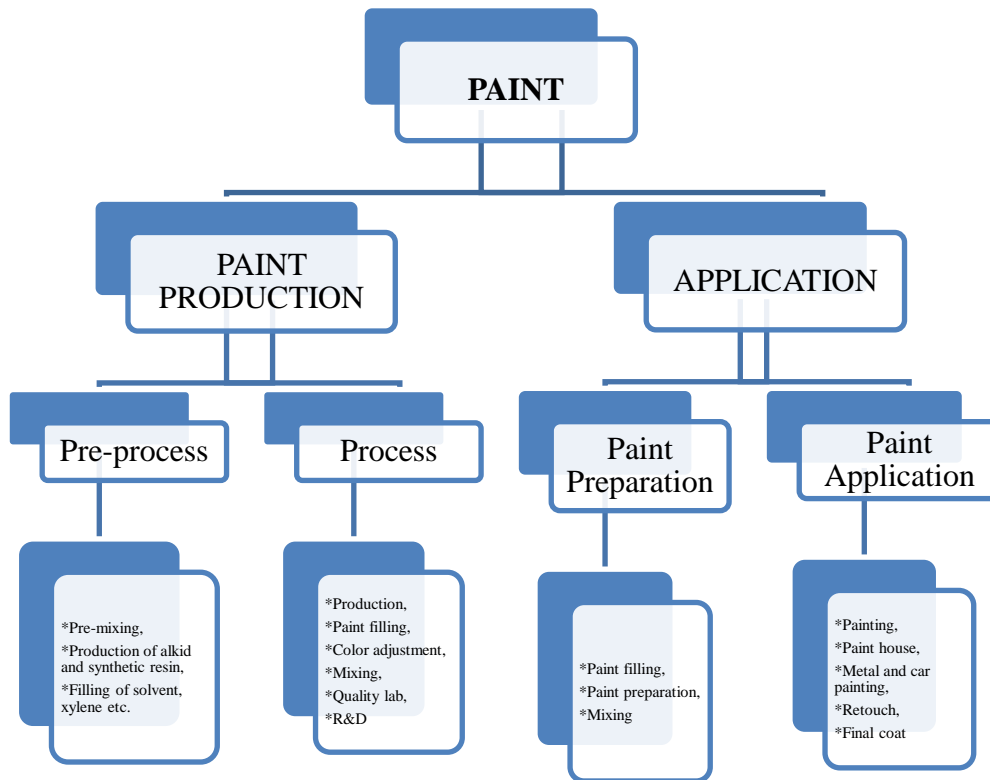 PAINT
PAINT
PRODUCTION
APPLICATION
Pre-process
Process
Paint
Preparation
Paint
Application
*Pre-mixing,
*Production of alkid
and synthetic resin,
*Filling of solvent,
xylene etc.
*Production,
*Paint filling,
*Color adjustment,
*Mixing,
*Quality lab,
*R&D
*Paint filling,
*Paint preparation,
*Mixing
*Painting,
*Paint house,
*Metal and car
painting,
*Retouch,
*Final coat